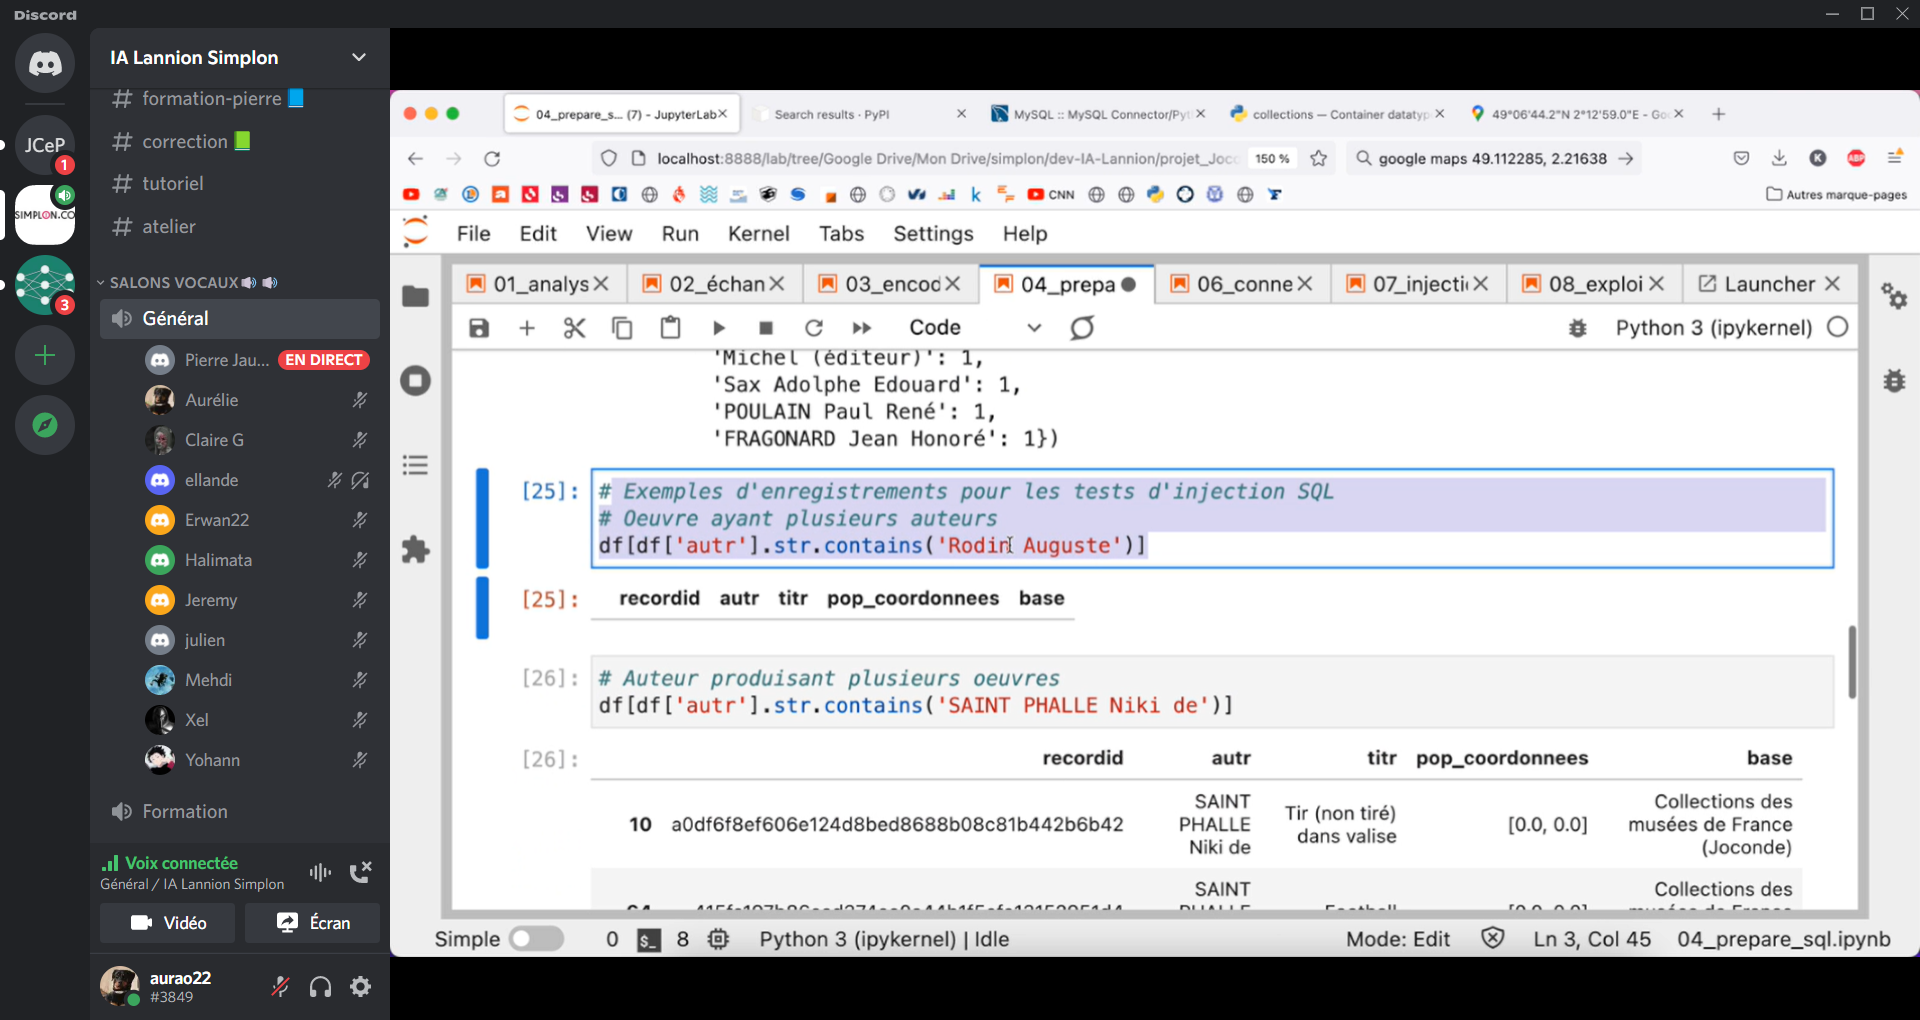 Discord
IA Lannion Simplon
# formation-pierre
# correction
# tutoriel
# atelier
JCeP
1
SIMPLON.CO
3
SALONS VOCAUX
Général
Pierre Jau... EN DIRECT
Aurélie
Claire G
ellande
Erwan22
Halimata
Jeremy
julien
Mehdi
Xel
Yohann
Formation
Voix connectée
Général / IA Lannion Simplon
Vidéo
Écran
aurao22
#3849
04_prepare_s... (7) - JupyterLab
Search results · PyPI
MySQL :: MySQL Connector/Pyt
collections — Container datatyp
49°06'44.2"N 2°12'59.0"E - Goo
localhost:8888/lab/tree/Google Drive/Mon Drive/simplon/dev-IA-Lannion/projet_Joco
150 %
google maps 49.112285, 2.21638
K
ABP
k
CNN
Autres marque-pages
File Edit View Run Kernel Tabs Settings Help
01_analys
02_échan
03_encod
04_prepa
06_conne
07_injectio
08_exploi
Launcher
Code
Python 3 (ipykernel)
'Michel (éditeur)': 1,
'Sax Adolphe Edouard': 1,
'POULAIN Paul René': 1,
'FRAGONARD Jean Honoré': 1})
[25]: # Exemples d'enregistrements pour les tests d'injection SQL
# Oeuvre ayant plusieurs auteurs
df[df['autr'].str.contains('Rodin Auguste')]
[25]: recordid autr titr pop_coordonnees base
[26]: # Auteur produisant plusieurs oeuvres
df[df['autr'].str.contains('SAINT PHALLE Niki de')]
[26]: recordid autr titr pop_coordonnees base
10 a0df6f8ef606e124d8bed8688b08c81b442b6b42 SAINT PHALLE Niki de Tir (non tiré) dans valise [0.0, 0.0] Collections des musées de France (Joconde)
SAINT
Collections des
Simple
0
$_
8
Python 3 (ipykernel) | Idle
Mode: Edit
Ln 3, Col 45
04_prepare_sql.ipynb